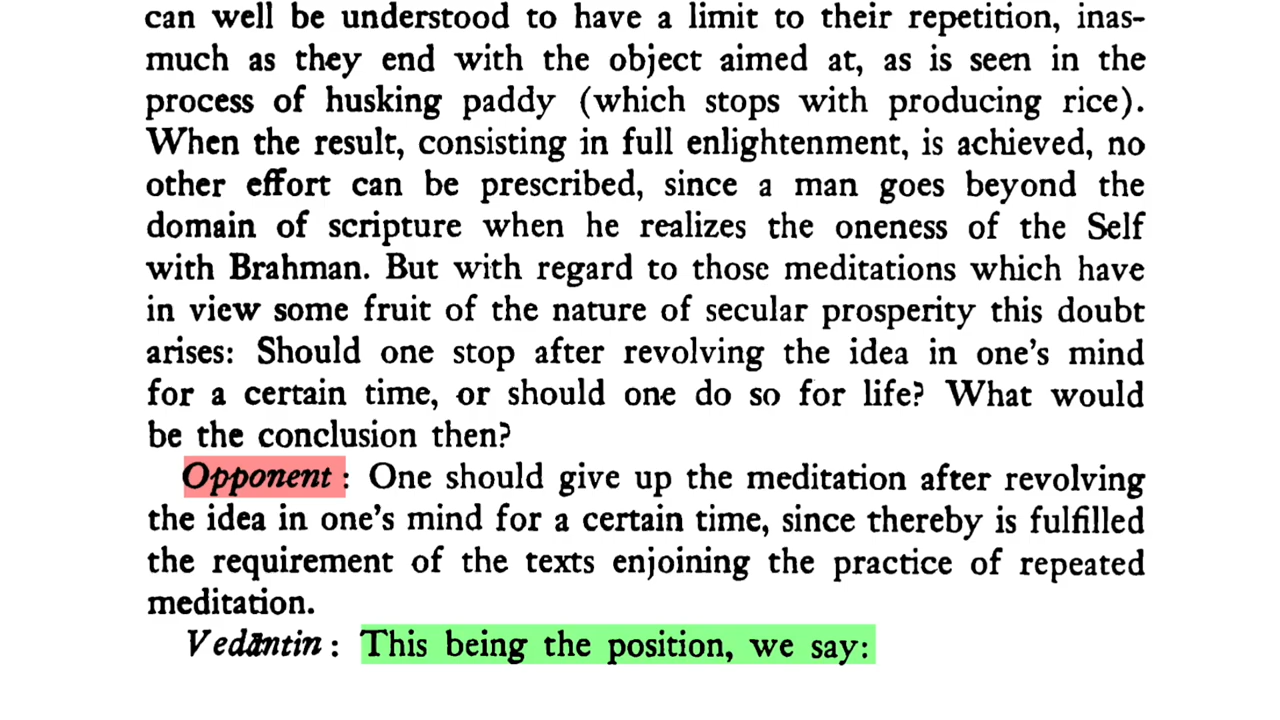 can well be understood to have a limit to their repetition, inas-
much as they end with the object aimed at, as is seen in the
process of husking paddy (which stops with producing rice).
When the result, consisting in full enlightenment, is achieved, no
other effort can be prescribed, since a man goes beyond the
domain of scripture when he realizes the oneness of the Self
with Brahman. But with regard to those meditations which have
in view some fruit of the nature of secular prosperity this doubt
arises: Should one stop after revolving the idea in one's mind
for a certain time, or should one do so for life? What would
be the conclusion then?
Opponent : One should give up the meditation after revolving
the idea in one's mind for a certain time, since thereby is fulfilled
the requirement of the texts enjoining the practice of repeated
meditation.
Vedāntin : This being the position, we say: